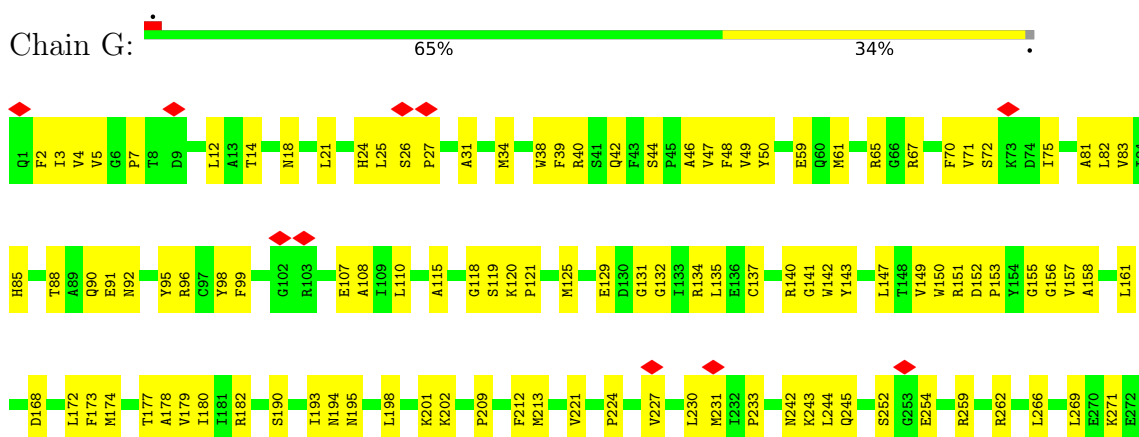 Chain G:
65% 34%
Q1 F2 I3 V4 V5 G6 P7 T8 D9 L12 A13 T14 N18 L21 H24 L25 S26 P27 A31 M34 W38 F39 R40 S41 Q42 F43 S44 P45 A46 V47 F48 V49 Y50 E59 Q60 M61 R65 G66 R67 F70 V71 S72 K73 D74 I75 A81 L82 V83
H85 T88 A89 Q90 E91 N92 Y95 R96 C97 Y98 F99 G102 R103 E107 A108 I109 L110 A115 G118 S119 K120 P121 M125 E129 D130 G131 G132 I133 R134 L135 E136 C137 R140 G141 W142 Y143 L147 T148 V149 W150 R151 D152 P153 Y154 G155 G156 V157 A158 L161
D168 L172 F173 M174 T177 A178 V179 I180 I181 R182 S190 I193 N194 N195 L198 K201 K202 P209 F212 M213 V221 P224 V227 L230 M231 I232 P233 N242 K243 L244 Q245 S252 G253 E254 R259 R262 L266 L269 E270 K271 E272